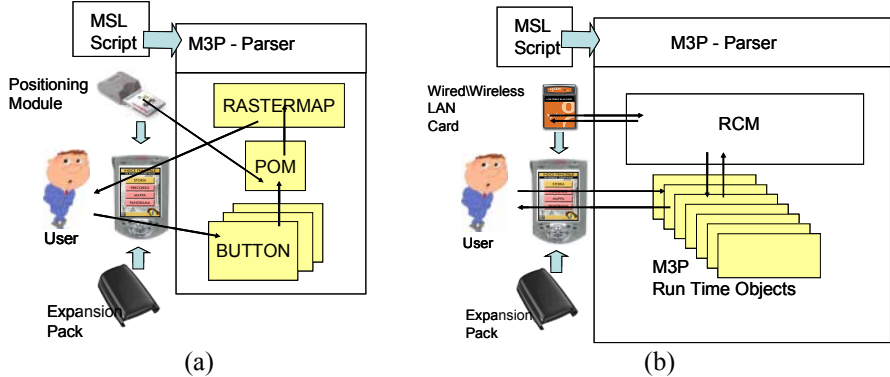 MSL
Script
M3P - Parser
Positioning
Module
RASTERMAP
POM
BUTTON
User
Expansion
Pack
(a)
MSL
Script
M3P - Parser
Wired\Wireless
LAN
Card
RCM
User
M3P
Run Time Objects
Expansion
Pack
(b)